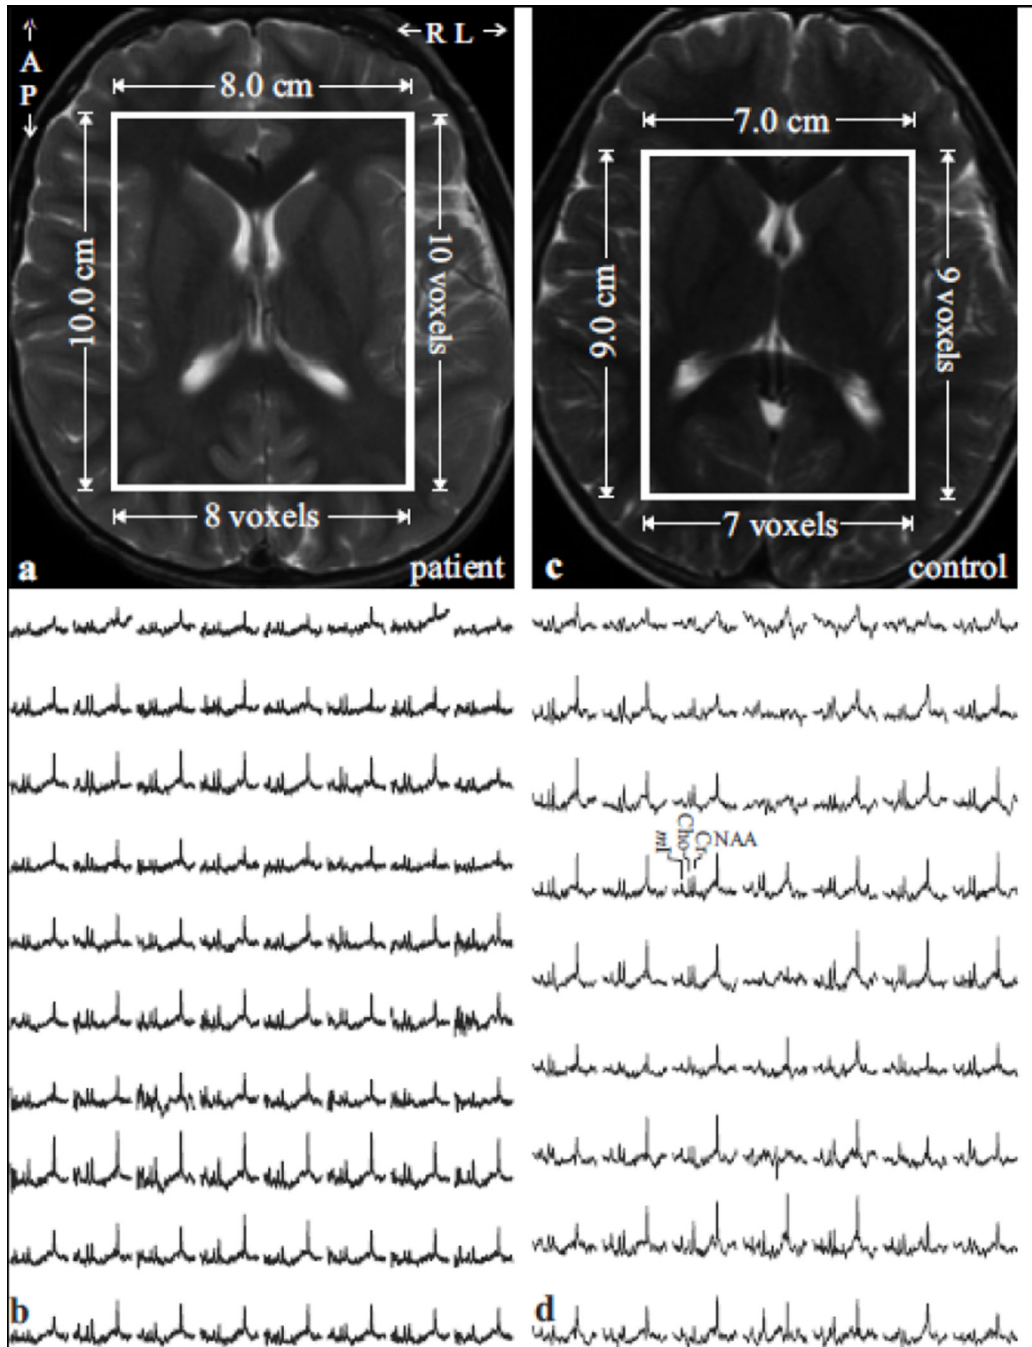 A
P
R L
8.0 cm
10.0 cm
10 voxels
8 voxels
a
patient
7.0 cm
9.0 cm
9 voxels
7 voxels
c
control
mI
Cho
Cr
NAA
b
d